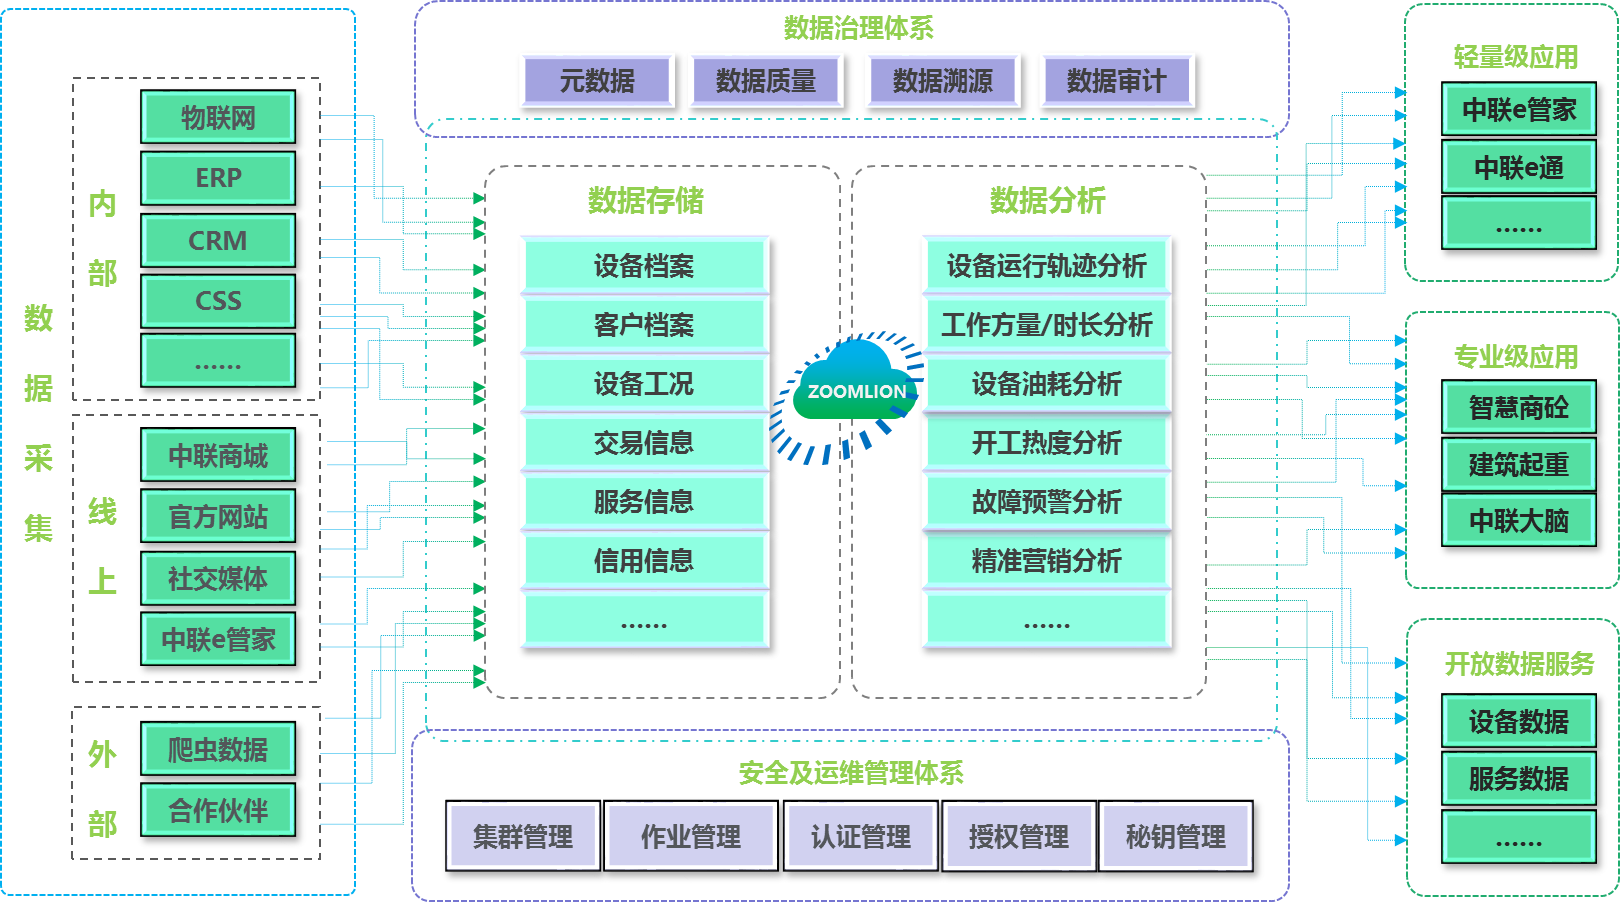 数据采集
内部
物联网
ERP
CRM
CSS
......
线上
中联商城
官方网站
社交媒体
中联e管家
外部
爬虫数据
合作伙伴
数据治理体系
元数据
数据质量
数据溯源
数据审计
数据存储
设备档案
客户档案
设备工况
交易信息
服务信息
信用信息
......
ZOOMLION
数据分析
设备运行轨迹分析
工作方量/时长分析
设备油耗分析
开工热度分析
故障预警分析
精准营销分析
......
安全及运维管理体系
集群管理
作业管理
认证管理
授权管理
秘钥管理
轻量级应用
中联e管家
中联e通
......
专业级应用
智慧商砼
建筑起重
中联大脑
开放数据服务
设备数据
服务数据
......